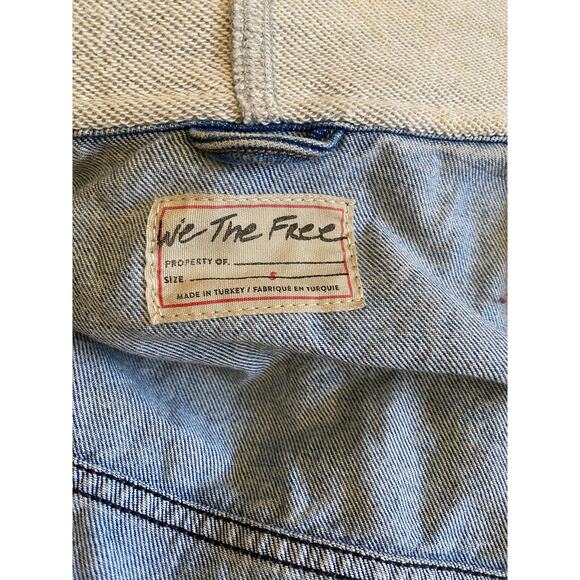 We The Free
PROPERTY OF.
SIZE S
MADE IN TURKEY / FABRIQUÉ EN TURQUIE